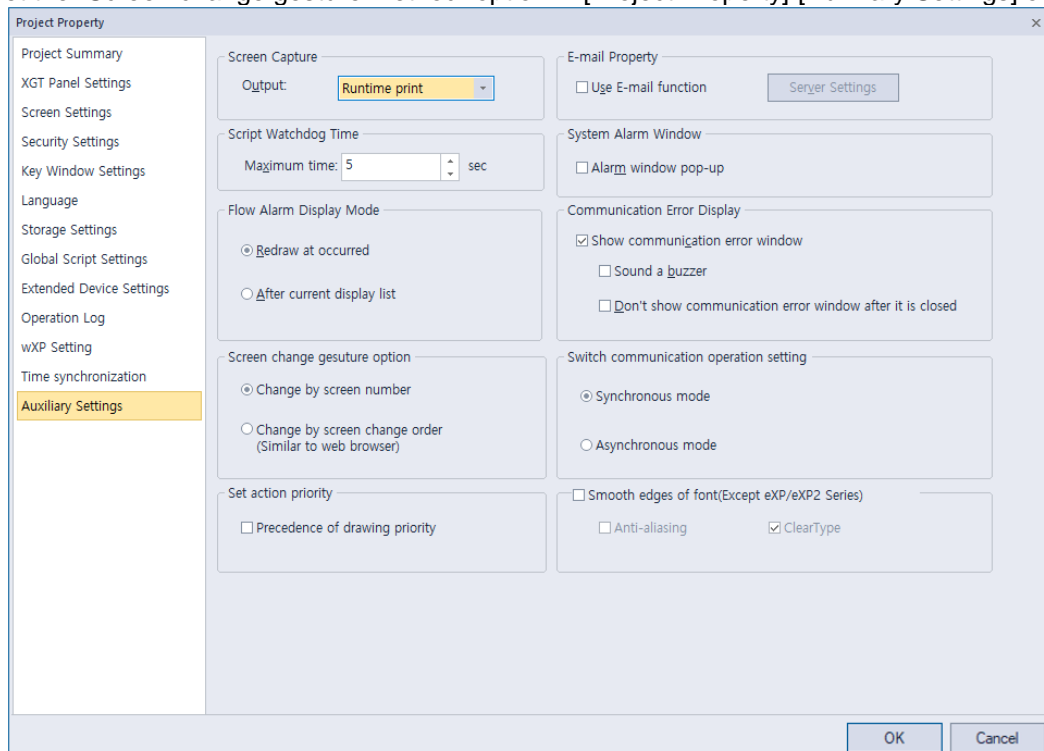 Project Property
Project Summary
XGT Panel Settings
Screen Settings
Security Settings
Key Window Settings
Language
Storage Settings
Global Script Settings
Extended Device Settings
Operation Log
wXP Setting
Time synchronization
Auxiliary Settings
Screen Capture
Output: Runtime print
Script Watchdog Time
Maximum time: 5 sec
Flow Alarm Display Mode
Redraw at occurred
After current display list
Screen change gesuture option
Change by screen number
Change by screen change order
(Similar to web browser)
Set action priority
Precedence of drawing priority
E-mail Property
Use E-mail function Server Settings
System Alarm Window
Alarm window pop-up
Communication Error Display
Show communication error window
Sound a buzzer
Don't show communication error window after it is closed
Switch communication operation setting
Synchronous mode
Asynchronous mode
Smooth edges of font(Except eXP/eXP2 Series)
Anti-aliasing ClearType
OK Cancel